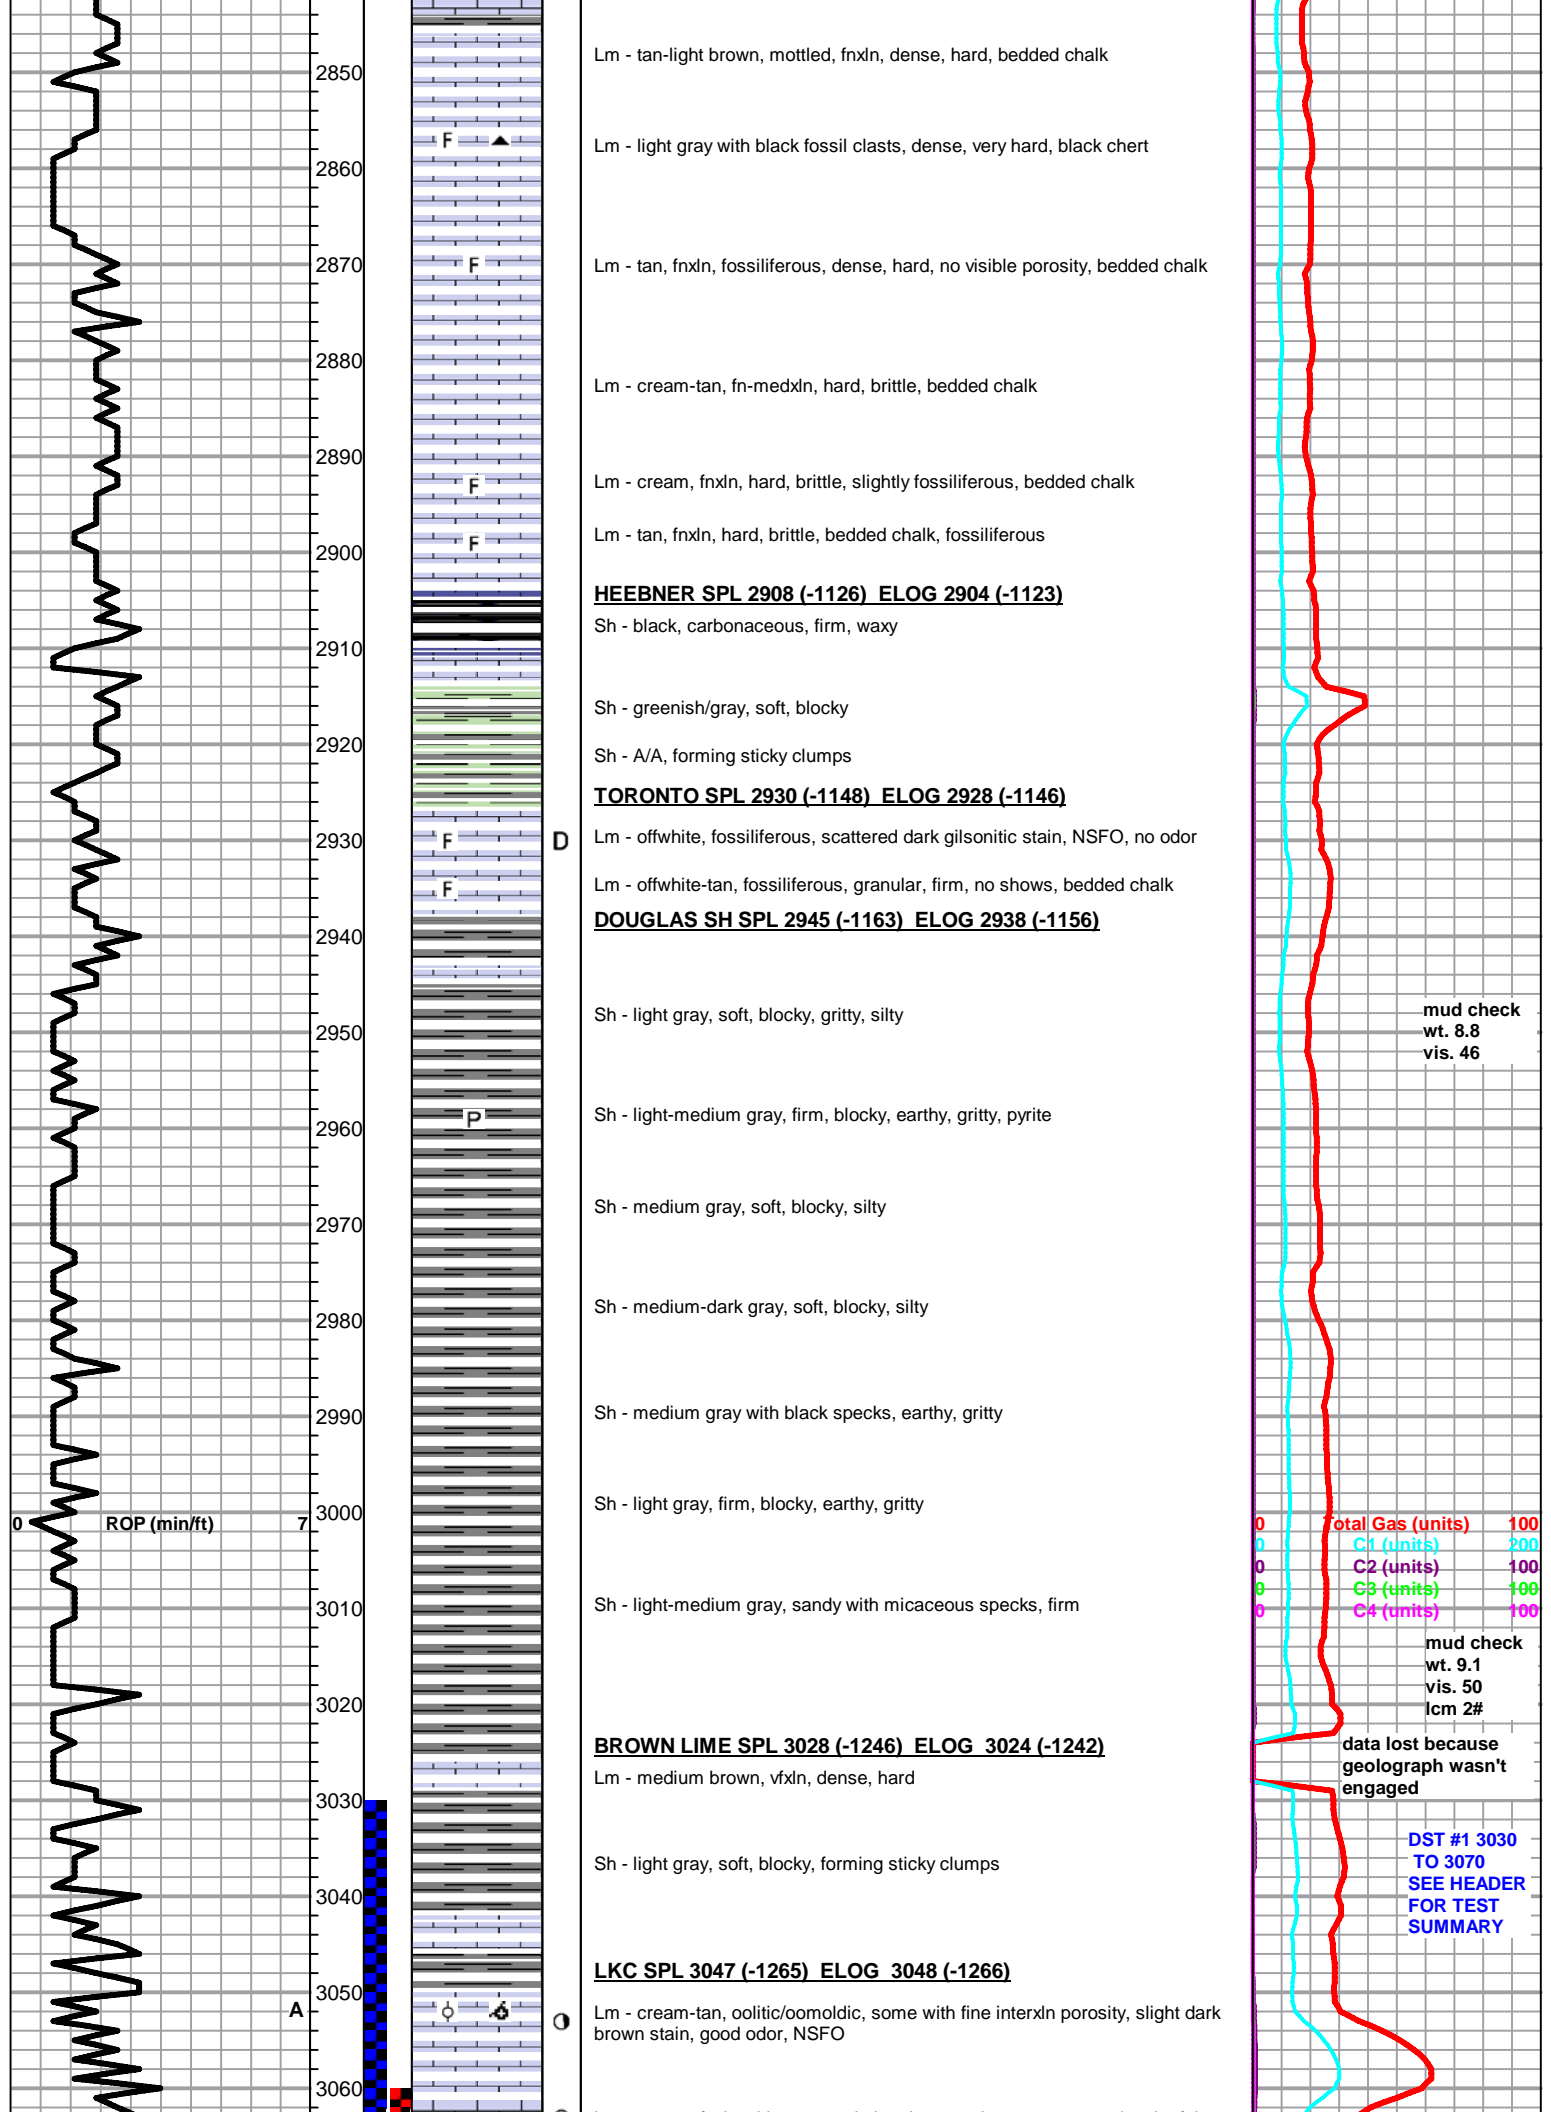 Lm - tan-light brown, mottled, fnxln, dense, hard, bedded chalk
2850
F
Lm - light gray with black fossil clasts, dense, very hard, black chert
2860
2870
F
Lm - tan, fnxln, fossiliferous, dense, hard, no visible porosity, bedded chalk
2880
Lm - cream-tan, fn-medxln, hard, brittle, bedded chalk
2890
F
Lm - cream, fnxln, hard, brittle, slightly fossiliferous, bedded chalk
F
Lm - tan, fnxln, hard, brittle, bedded chalk, fossiliferous
2900
HEEBNER SPL 2908 (-1126)  ELOG 2904 (-1123)
Sh - black, carbonaceous, firm, waxy
2910
Sh - greenish/gray, soft, blocky
2920
Sh - A/A, forming sticky clumps
TORONTO SPL 2930 (-1148)  ELOG 2928 (-1146)
2930
F
D
Lm - offwhite, fossiliferous, scattered dark gilsonitic stain, NSFO, no odor
F
Lm - offwhite-tan, fossiliferous, granular, firm, no shows, bedded chalk
DOUGLAS SH SPL 2945 (-1163)  ELOG 2938 (-1156)
2940
Sh - light gray, soft, blocky, gritty, silty
mud check
wt. 8.8
vis. 46
2950
P
Sh - light-medium gray, firm, blocky, earthy, gritty, pyrite
2960
Sh - medium gray, soft, blocky, silty
2970
Sh - medium-dark gray, soft, blocky, silty
2980
Sh - medium gray with black specks, earthy, gritty
2990
Sh - light gray, firm, blocky, earthy, gritty
3000
0 ROP (min/ft) 7
0 Total Gas (units) 100
0 C1 (units) 200
0 C2 (units) 100
0 C3 (units) 100
0 C4 (units) 100
Sh - light-medium gray, sandy with micaceous specks, firm
3010
mud check
wt. 9.1
vis. 50
lcm 2#
3020
BROWN LIME SPL 3028 (-1246)  ELOG  3024 (-1242)
data lost because
geolograph wasn't
engaged
Lm - medium brown, vfxln, dense, hard
3030
DST #1 3030
TO 3070
SEE HEADER
FOR TEST
SUMMARY
Sh - light gray, soft, blocky, forming sticky clumps
3040
LKC SPL 3047 (-1265)  ELOG  3048 (-1266)
3050
A
Lm - cream-tan, oolitic/oomoldic, some with fine interxln porosity, slight dark
brown stain, good odor, NSFO
3060